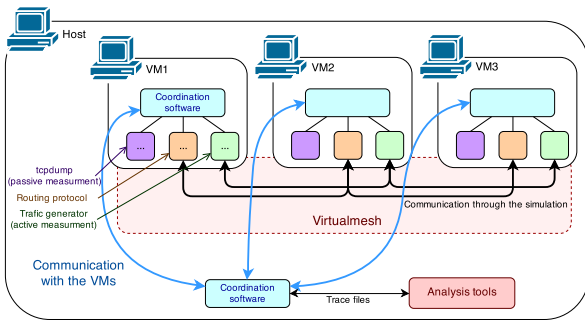 Host
VM1
VM2
VM3
Coordination
software
...
...
...
tcpdump
(passive measurment)
Routing protocol
Trafic generator
(active measurment)
Communication through the simulation
Virtualmesh
Communication
with the VMs
Coordination
software
Trace files
Analysis tools